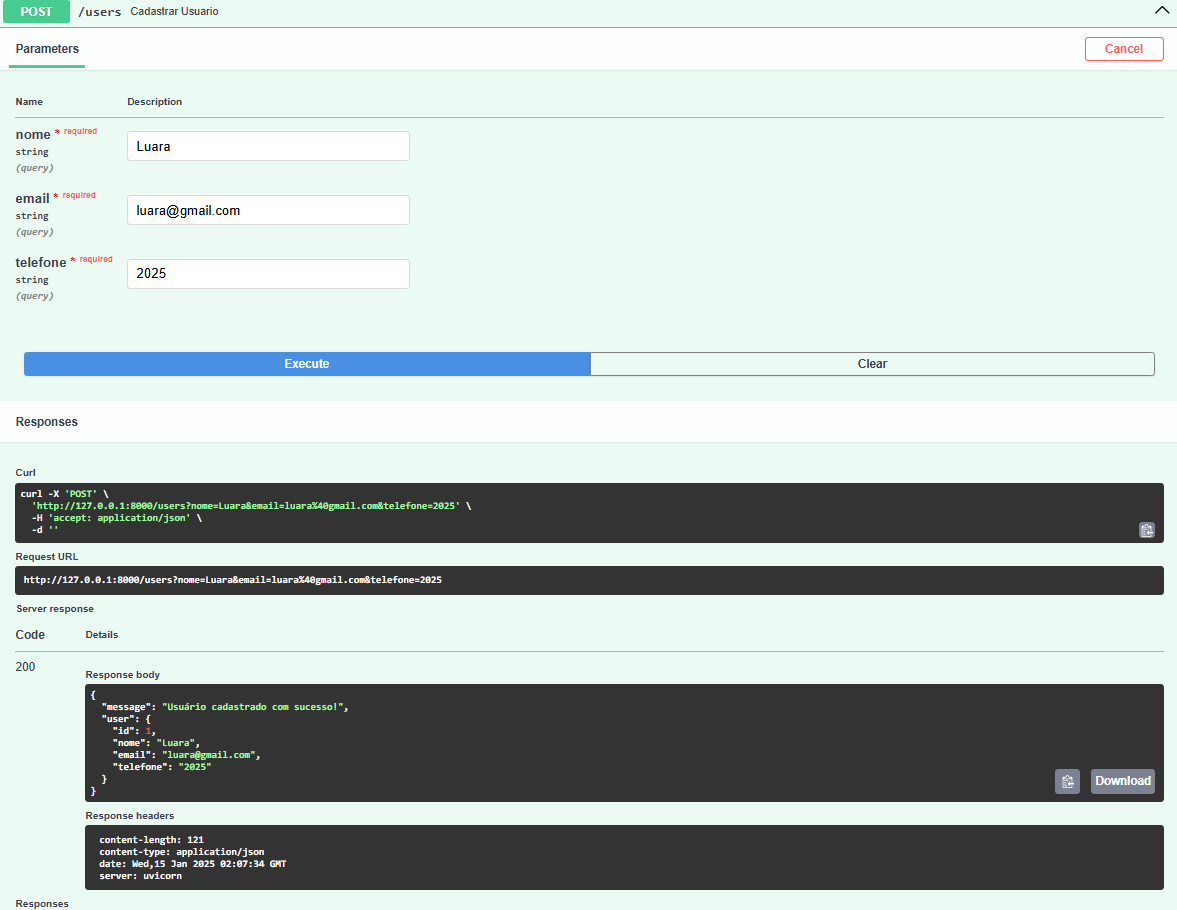 POST /users Cadastrar Usuario
Parameters
Cancel
Name Description
nome * required
string
(query)
Luara
email * required
string
(query)
luara@gmail.com
telefone * required
string
(query)
2025
Execute Clear
Responses
Curl
curl -X 'POST' \
'http://127.0.0.1:8000/users?nome=Luara&email=luara%40gmail.com&telefone=2025' \
-H 'accept: application/json' \
-d ''
Request URL
http://127.0.0.1:8000/users?nome=Luara&email=luara%40gmail.com&telefone=2025
Server response
Code Details
200
Response body
{
"message": "Usuário cadastrado com sucesso!",
"user": {
"id": 1,
"nome": "Luara",
"email": "luara@gmail.com",
"telefone": "2025"
}
}
Download
Response headers
content-length: 121
content-type: application/json
date: Wed,15 Jan 2025 02:07:34 GMT
server: uvicorn
Responses